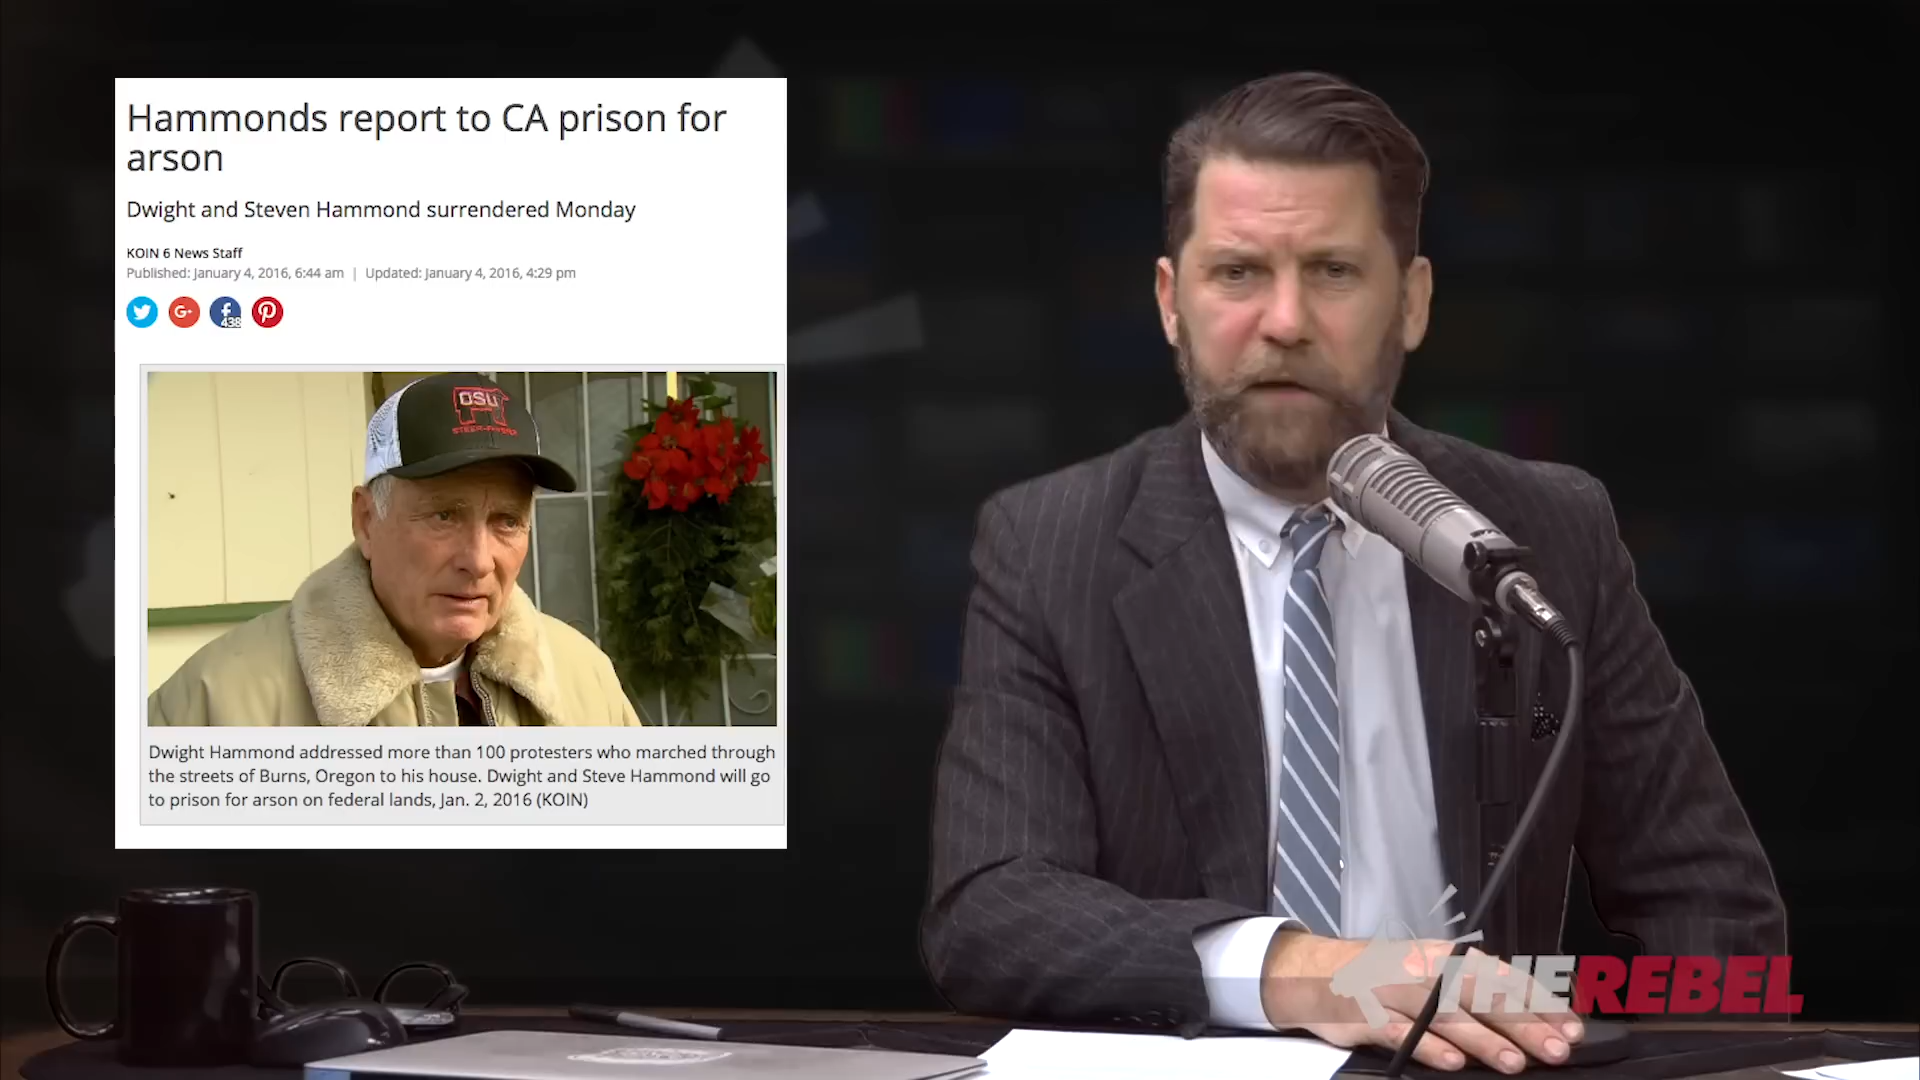 Hammonds report to CA prison for
arson
Dwight and Steven Hammond surrendered Monday
KOIN 6 News Staff
Published: January 4, 2016, 6:44 am | Updated: January 4, 2016, 4:29 pm
438
OSU
Dwight Hammond addressed more than 100 protesters who marched through
the streets of Burns, Oregon to his house. Dwight and Steve Hammond will go
to prison for arson on federal lands, Jan. 2, 2016 (KOIN)
THEREBEL